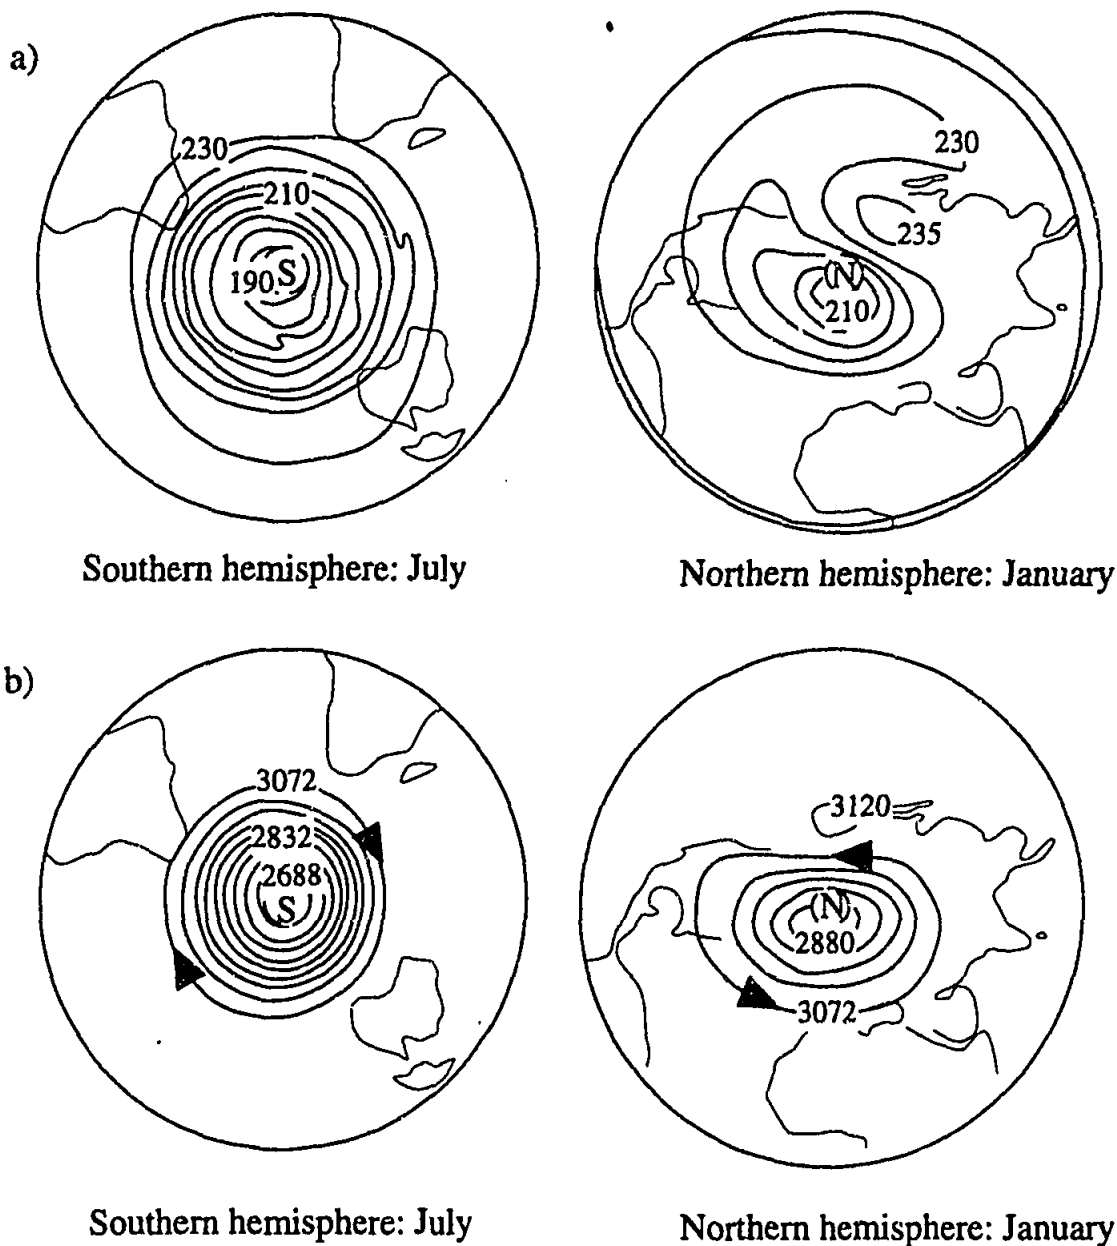 a)
230
210
190 S
230
235
(N)
210
Southern hemisphere: July
Northern hemisphere: January
b)
3072
2832
2688
S
3120
(N)
2880
3072
Southern hemisphere: July
Northern hemisphere: January